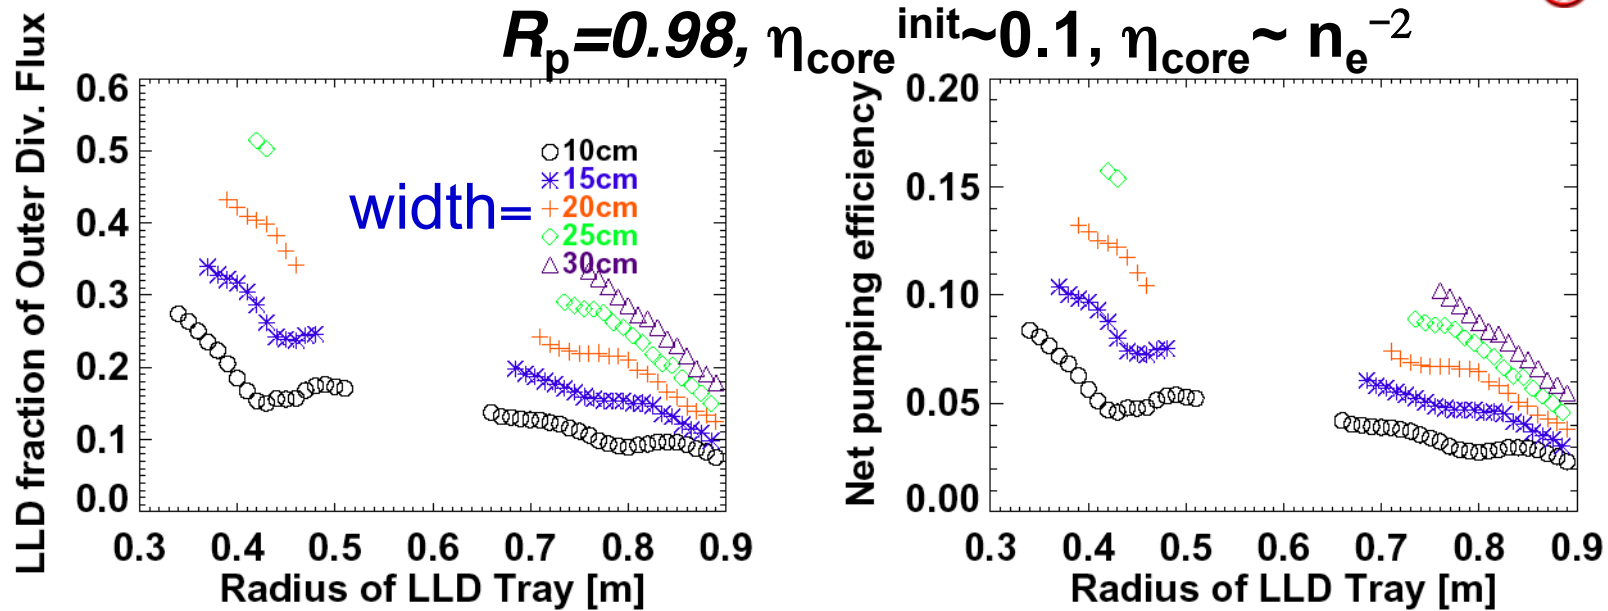 R_p=0.98, η_core^init~0.1, η_core~ n_e^−2
LLD fraction of Outer Div. Flux
0.6
0.5
0.4
0.3
0.2
0.1
0.0
width=
10cm
15cm
20cm
25cm
30cm
0.3 0.4 0.5 0.6 0.7 0.8 0.9
Radius of LLD Tray [m]
Net pumping efficiency
0.20
0.15
0.10
0.05
0.00
0.3 0.4 0.5 0.6 0.7 0.8 0.9
Radius of LLD Tray [m]